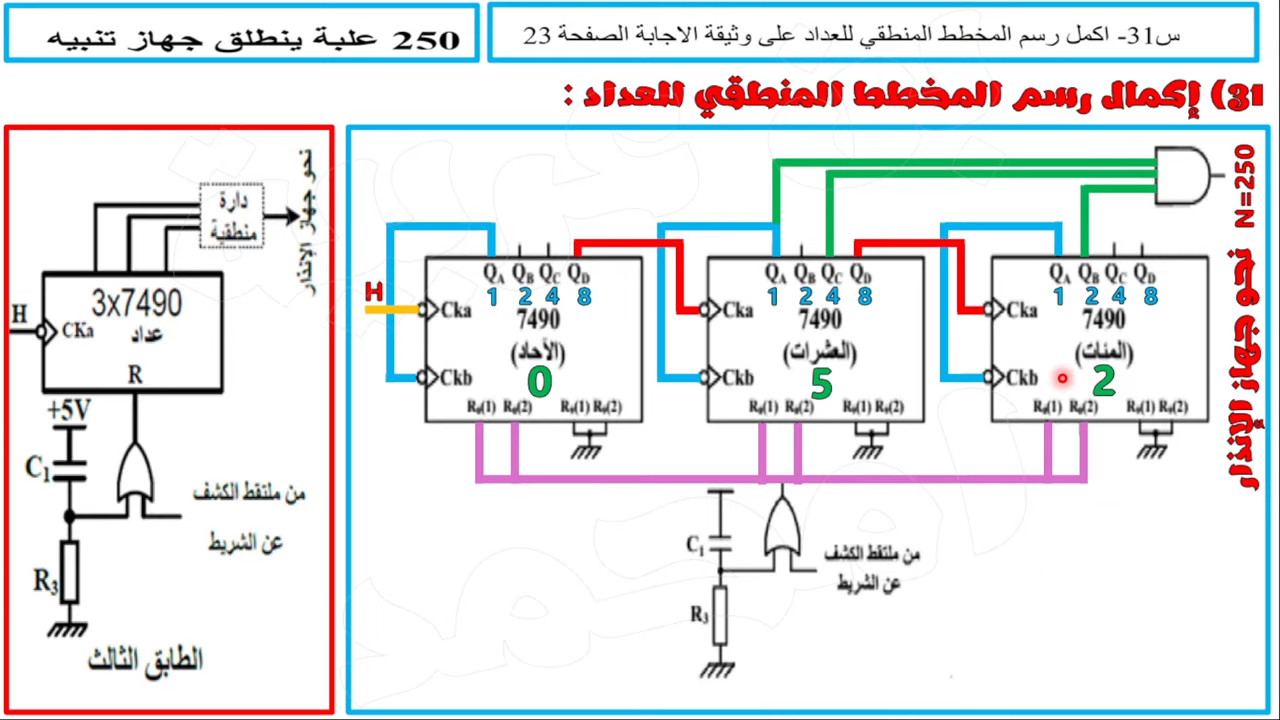 س31- اكمل رسم المخطط المنطقي للعداد على وثيقة الاجابة الصفحة 23
250 علبة ينطلق جهاز تنبيه
31) إكمال رسم المخطط المنطقي للعداد :
نحو جهاز الإنذار
دارة
منطقية
H
3x7490
CKa
عداد
R
+5V
C1
من ملتقط الكشف
عن الشريط
R3
الطابق الثالث
N=250 نحو جهاز الإنذار
H
QA QB QC QD
1 2 4 8
Cka
7490
(الآحاد)
Ckb
0
R0(1) R0(2) R9(1) R9(2)
QA QB QC QD
1 2 4 8
Cka
7490
(العشرات)
Ckb
5
R0(1) R0(2) R9(1) R9(2)
QA QB QC QD
1 2 4 8
Cka
7490
(المئات)
Ckb
2
R0(1) R0(2) R9(1) R9(2)
C1
من ملتقط الكشف
عن الشريط
R3